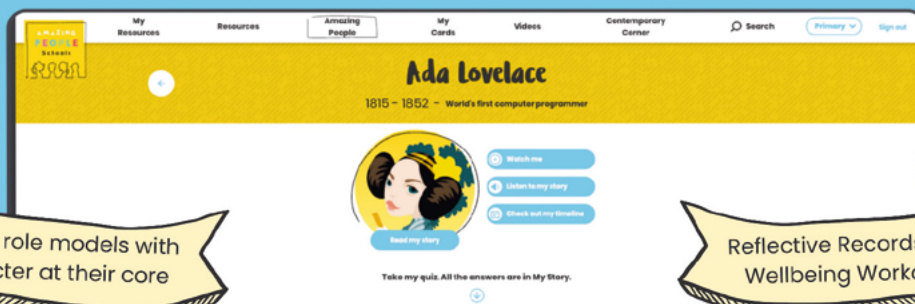 My Resources
Resources
Amazing People
My Cards
Videos
Contemporary Corner
Search
Primary
Sign out
AMAZING
PEOPLE
Schools
Ada Lovelace
1815 - 1852 - World's first computer programmer
Watch me
Listen to my story
Check out my timeline
Read my story
role models with
cter at their core
Reflective Records
Wellbeing Work
Take my quiz. All the answers are in My Story.